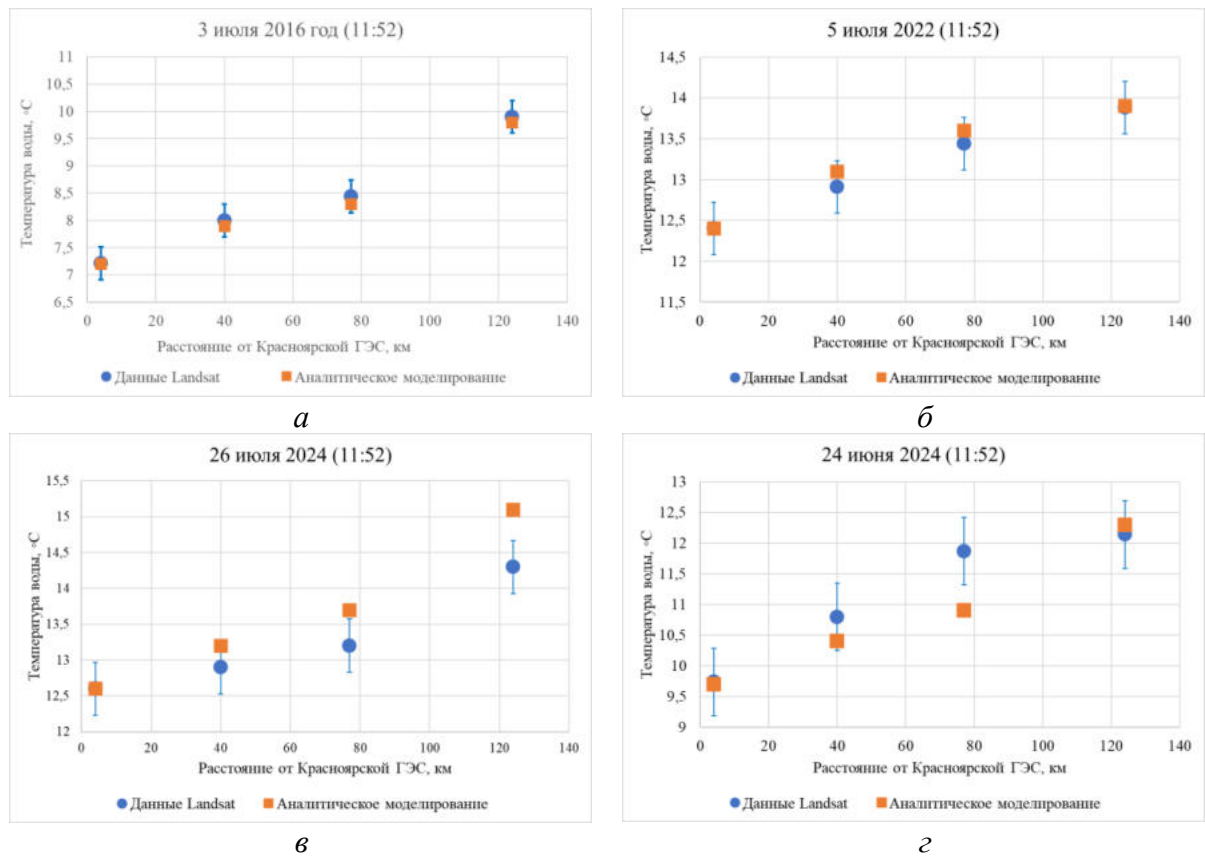 3 июля 2016 год (11:52)
Температура воды, °С
11
10,5
10
9,5
9
8,5
8
7,5
7
6,5
0 20 40 60 80 100 120 140
Расстояние от Красноярской ГЭС, км
Данные Landsat Аналитическое моделирование
а
5 июля 2022 (11:52)
Температура воды, °С
14,5
14
13,5
13
12,5
12
11,5
0 20 40 60 80 100 120 140
Расстояние от Красноярской ГЭС, км
Данные Landsat Аналитическое моделирование
б
26 июля 2024 (11:52)
Температура воды, °С
15,5
15
14,5
14
13,5
13
12,5
12
0 20 40 60 80 100 120 140
Расстояние от Красноярской ГЭС, км
Данные Landsat Аналитическое моделирование
в
24 июня 2024 (11:52)
Температура воды, °С
13
12,5
12
11,5
11
10,5
10
9,5
9
0 20 40 60 80 100 120 140
Расстояние от Красноярской ГЭС, км
Данные Landsat Аналитическое моделирование
г